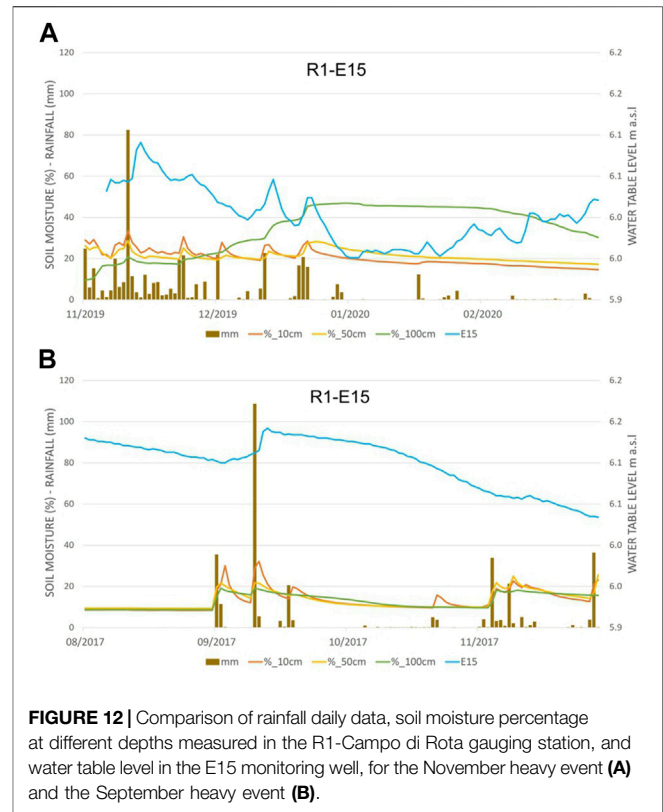 A
R1-E15
SOIL MOISTURE (%) - RAINFALL (mm)
120
100
80
60
40
20
0
WATER TABLE LEVEL m a.s.l
6.2
6.1
6.1
6.0
6.0
5.9
11/2019 12/2019 01/2020 02/2020
mm %_10cm %_50cm %_100cm E15
B
R1-E15
SOIL MOISTURE (%) - RAINFALL (mm)
120
100
80
60
40
20
0
WATER TABLE LEVEL m a.s.l
6.2
6.2
6.1
6.1
6.0
6.0
5.9
08/2017 09/2017 10/2017 11/2017
mm %_10cm %_50cm %_100cm E15
FIGURE 12 | Comparison of rainfall daily data, soil moisture percentage
at different depths measured in the R1-Campo di Rota gauging station, and
water table level in the E15 monitoring well, for the November heavy event (A)
and the September heavy event (B).